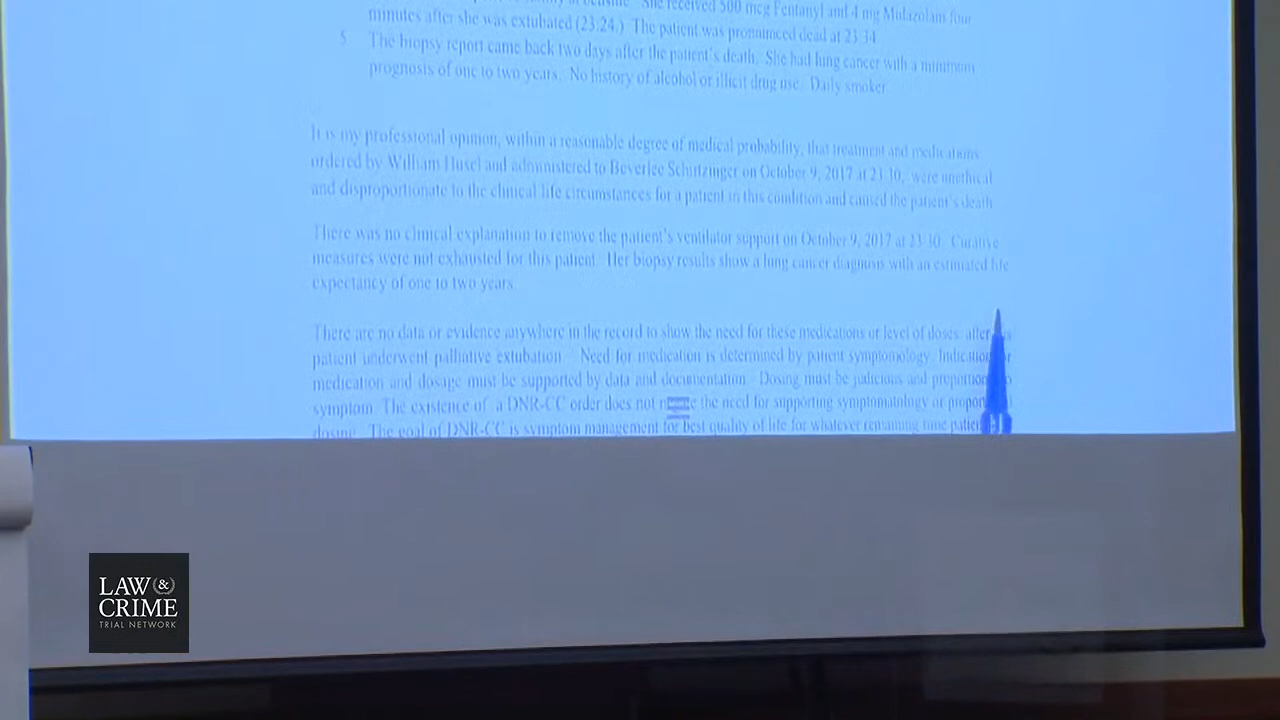 She received 500 mcg Fentanyl and 4 mg Midazolam four
minutes after she was extubated (23:24.) The patient was pronounced dead at 23:34
5 The biopsy report came back two days after the patient's death. She had lung cancer with a minimum
prognosis of one to two years. No history of alcohol or illicit drug use. Daily smoker.
It is my professional opinion, within a reasonable degree of medical probability, that treatment and medications
ordered by William Husel and administered to Beverlee Schirtzinger on October 9, 2017 at 23:30, were unethical
and disproportionate to the clinical life circumstances for a patient in this condition and caused the patient's death
There was no clinical explanation to remove the patient's ventilator support on October 9, 2017 at 23:30. Curative
measures were not exhausted for this patient. Her biopsy results show a lung cancer diagnosis with an estimated life
expectancy of one to two years.
There are no data or evidence anywhere in the record to show the need for these medications or level of doses after
patient underwent palliative extubation. Need for medication is determined by patient symptomology. Indication
medication and dosage must be supported by data and documentation. Dosing must be judicious and
symptom. The existence of a DNR-CC order does not the need for supporting symptomatology or
dosing. The goal of DNR-CC is symptom management for best quality of life for whatever remaining time
LAW &
CRIME
TRIAL NETWORK